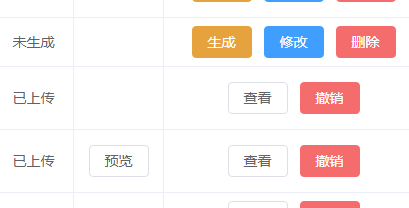 未生成 生成 修改 删除
已上传 查看 撤销
已上传 预览 查看 撤销